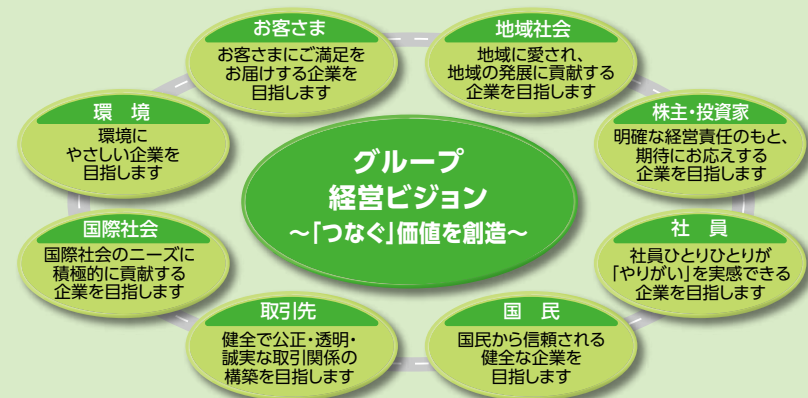 お客さま
お客さまにご満足を
お届けする企業を
目指します
地域社会
地域に愛され、
地域の発展に貢献する
企業を目指します
環　境
環境に
やさしい企業を
目指します
株主・投資家
明確な経営責任のもと、
期待にお応えする
企業を目指します
グループ
経営ビジョン
～「つなぐ」価値を創造～
国際社会
国際社会のニーズに
積極的に貢献する
企業を目指します
社　員
社員ひとりひとりが
「やりがい」を実感できる
企業を目指します
取引先
健全で公正・透明・
誠実な取引関係の
構築を目指します
国　民
国民から信頼される
健全な企業を
目指します